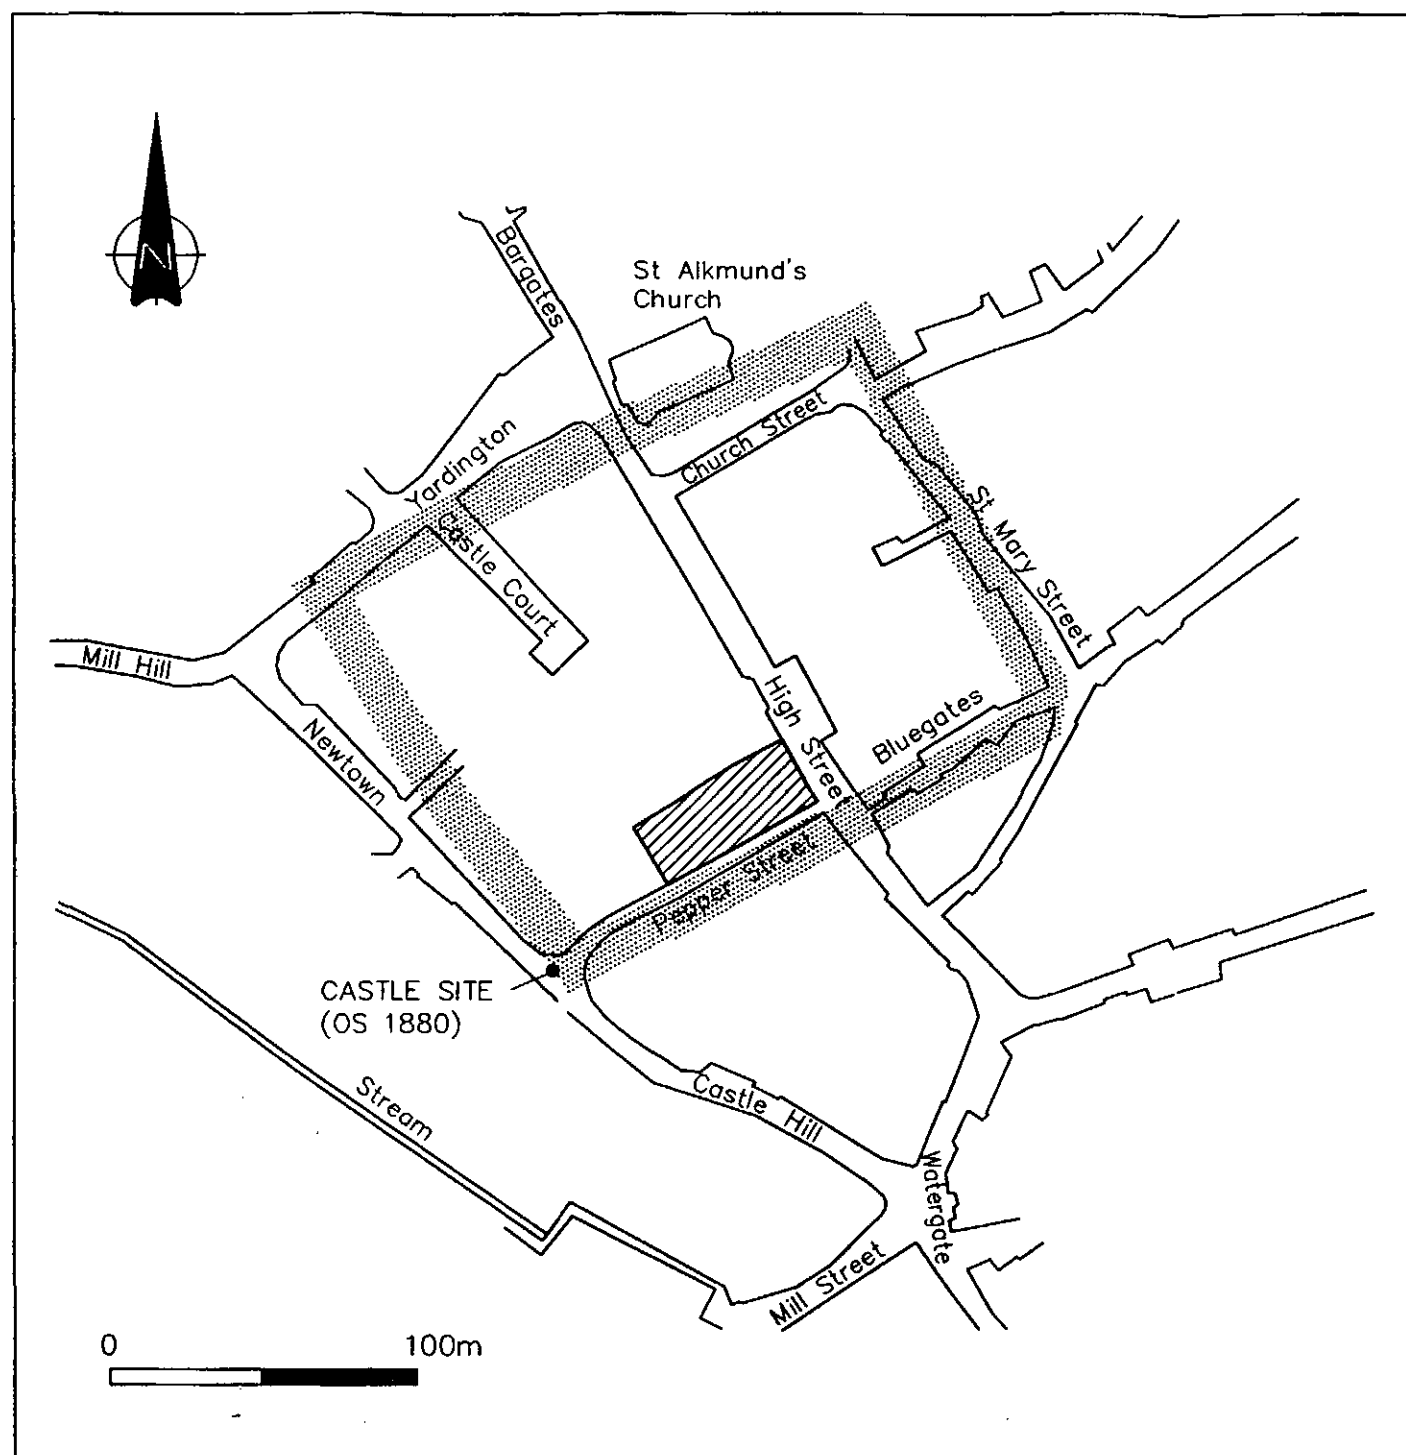 N
Bargates
St Alkmund's
Church
Church Street
Yardington
Castle Court
St Mary Street
Mill Hill
Newtown
High Street
Bluegates
Pepper Street
CASTLE SITE
(OS 1880)
Stream
Castle Hill
Watergate
Mill Street
0 100m